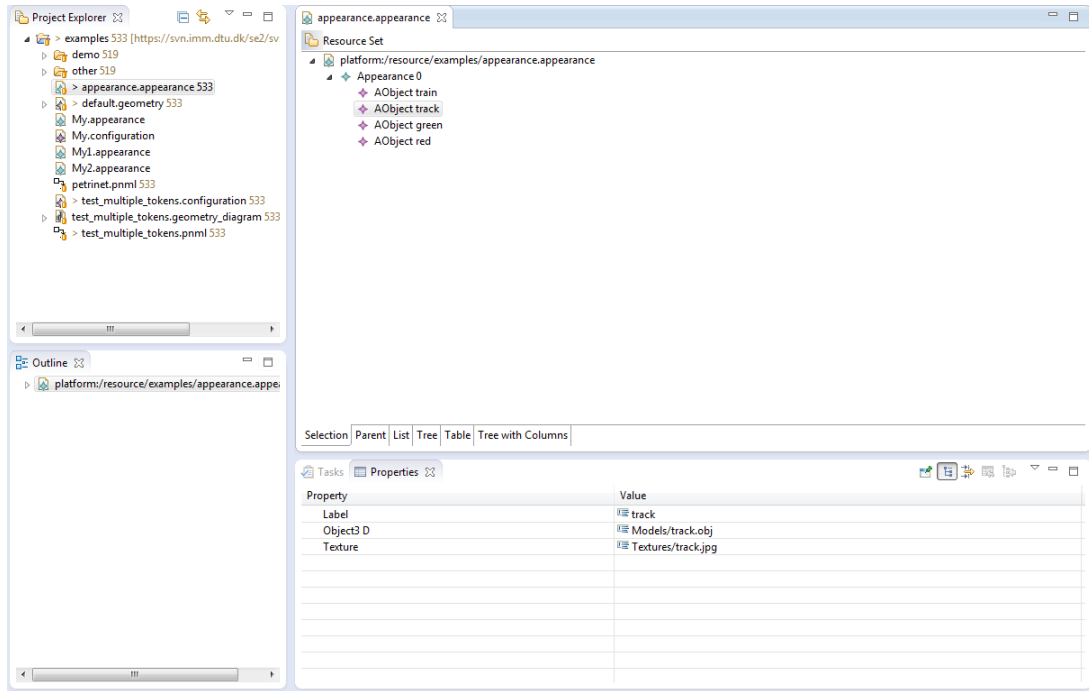 Project Explorer
> examples 533 [https://svn.imm.dtu.dk/se2/sv
demo 519
other 519
> appearance.appearance 533
> default.geometry 533
My.appearance
My.configuration
My1.appearance
My2.appearance
petrinet.pnml 533
> test_multiple_tokens.configuration 533
test_multiple_tokens.geometry_diagram 533
> test_multiple_tokens.pnml 533
Outline
platform:/resource/examples/appearance.appea
appearance.appearance
Resource Set
platform:/resource/examples/appearance.appearance
Appearance 0
AObject train
AObject track
AObject green
AObject red
Selection Parent List Tree Table Tree with Columns
Tasks Properties
Property Value
Label track
Object3 D Models/track.obj
Texture Textures/track.jpg